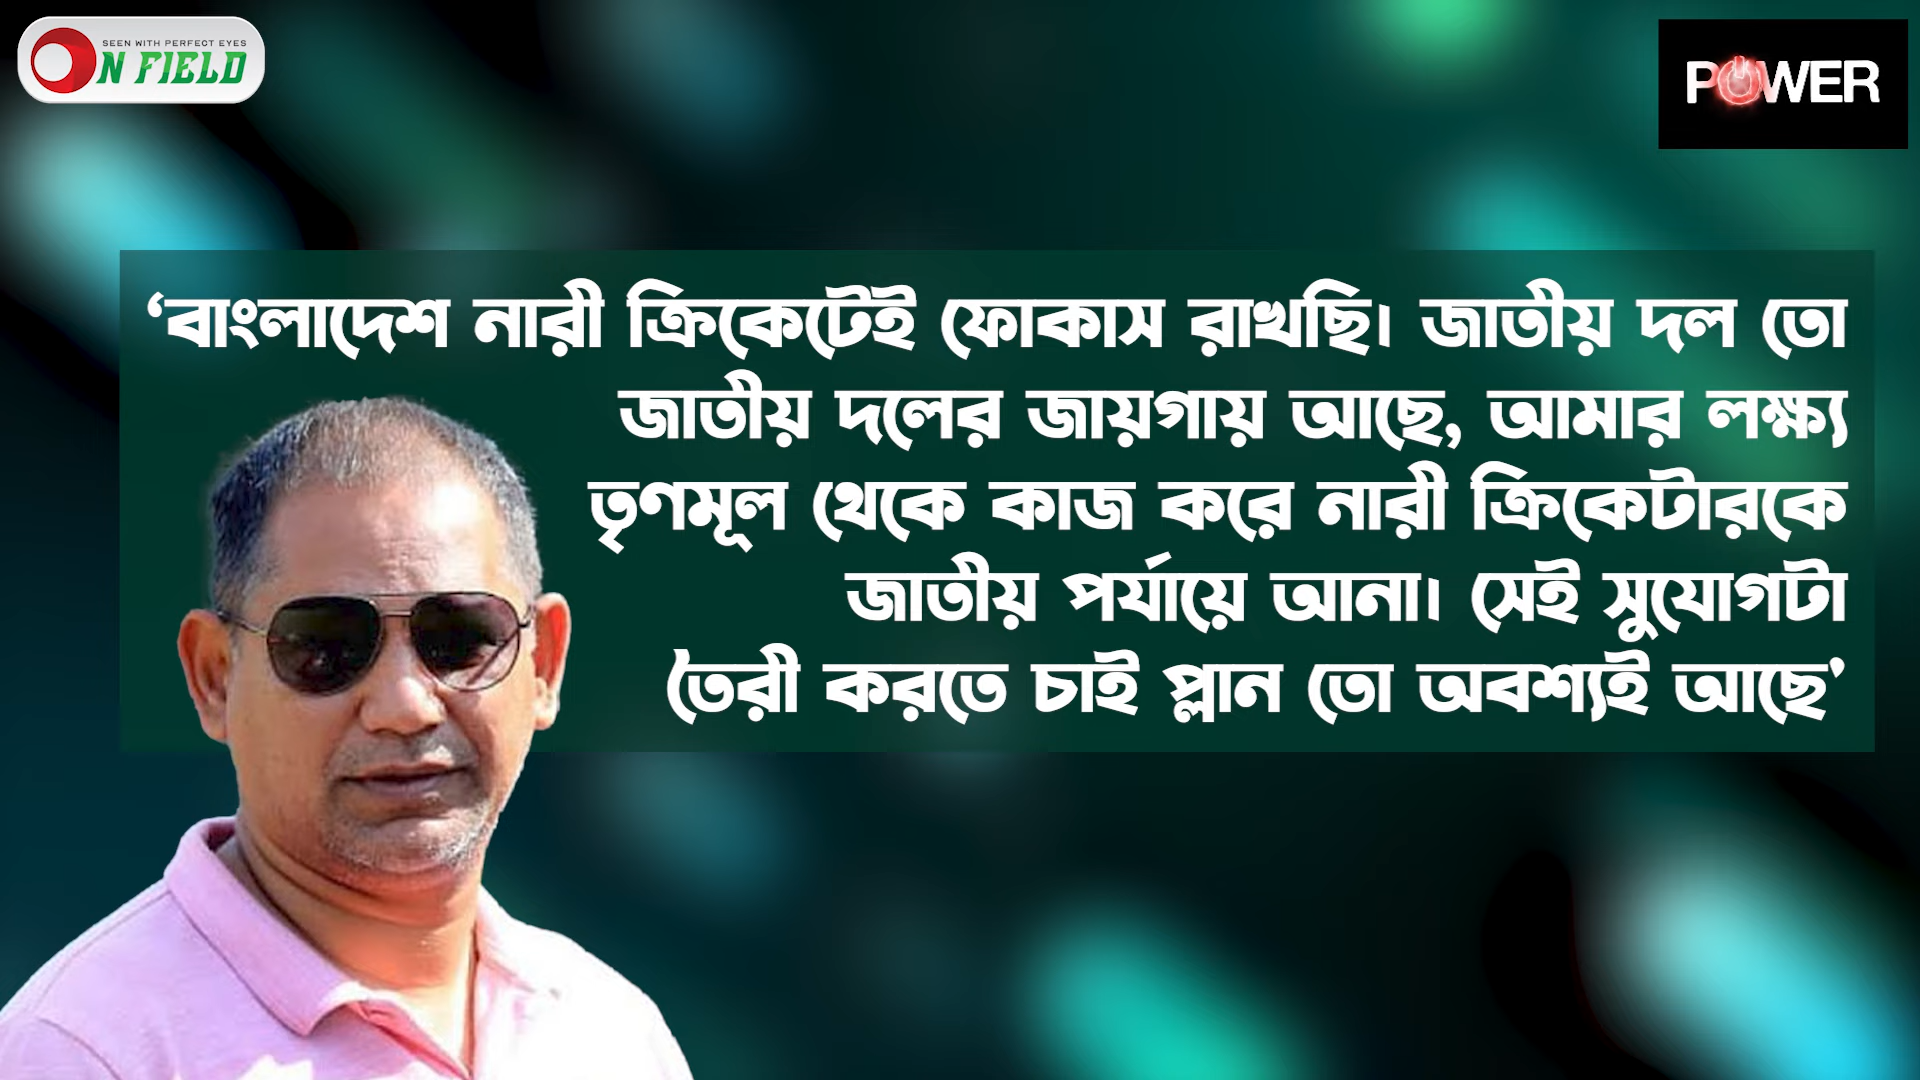 SEEN WITH PERFECT EYES
ON FIELD
POWER
‘বাংলাদেশ নারী ক্রিকেটেই ফোকাস রাখছি। জাতীয় দল তো
জাতীয় দলের জায়গায় আছে, আমার লক্ষ্য
তৃণমূল থেকে কাজ করে নারী ক্রিকেটারকে
জাতীয় পর্যায়ে আনা। সেই সুযোগটা
তৈরী করতে চাই প্লান তো অবশ্যই আছে’